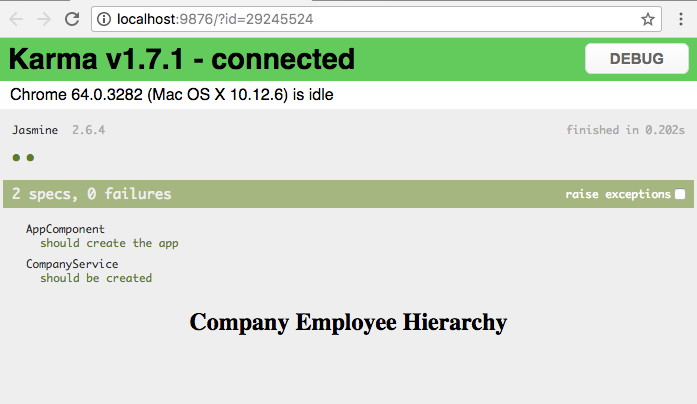 localhost:9876/?id=29245524
Karma v1.7.1 - connected
DEBUG
Chrome 64.0.3282 (Mac OS X 10.12.6) is idle
Jasmine 2.6.4
finished in 0.202s
2 specs, 0 failures
raise exceptions
AppComponent
should create the app
CompanyService
should be created
Company Employee Hierarchy